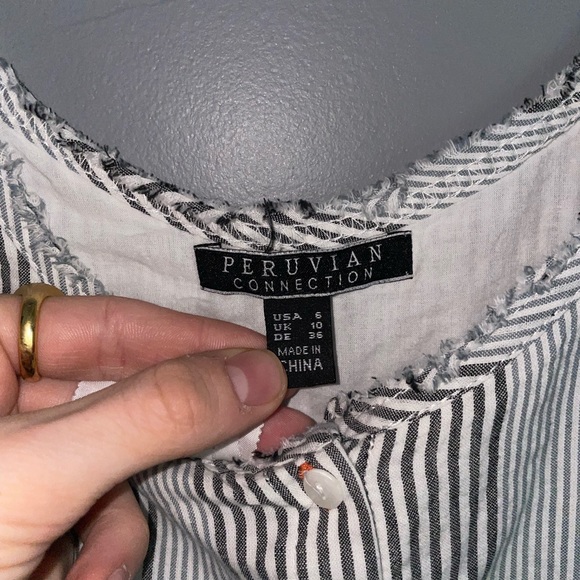 PERUVIAN
CONNECTION
USA 6
UK 10
DE 36
MADE IN
CHINA